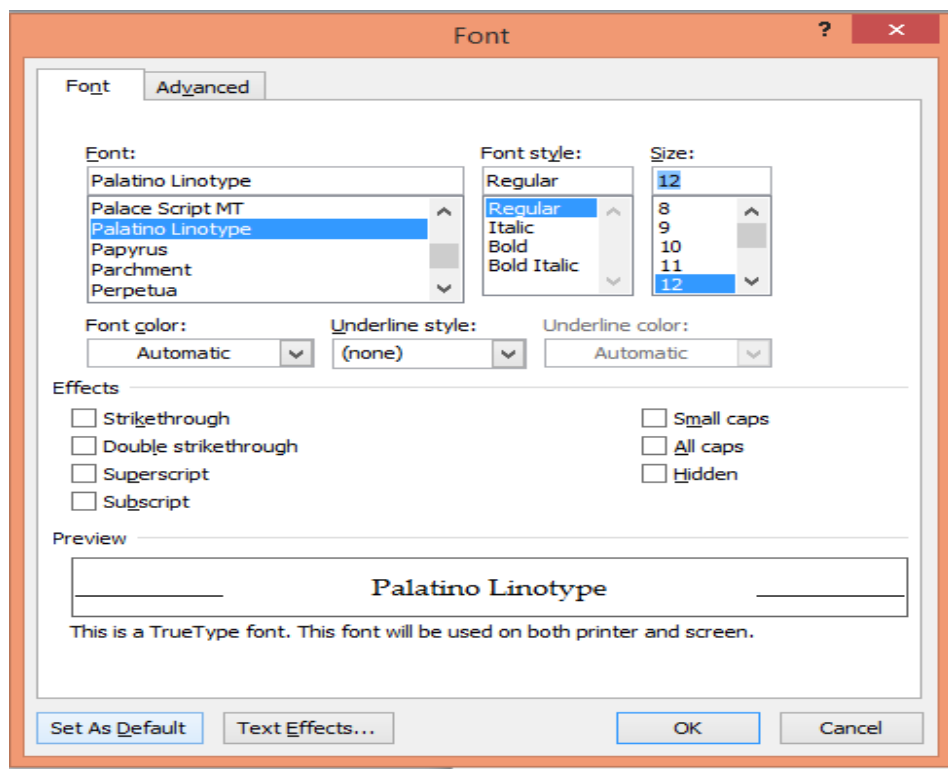 Font
?
Font Advanced
Font: Font style: Size:
Palatino Linotype Regular 12
Palace Script MT Regular 8
Palatino Linotype Italic 9
Papyrus Bold 10
Parchment Bold Italic 11
Perpetua 12
Font color: Underline style: Underline color:
Automatic (none) Automatic
Effects
Strikethrough Small caps
Double strikethrough All caps
Superscript Hidden
Subscript
Preview
Palatino Linotype
This is a TrueType font. This font will be used on both printer and screen.
Set As Default Text Effects... OK Cancel